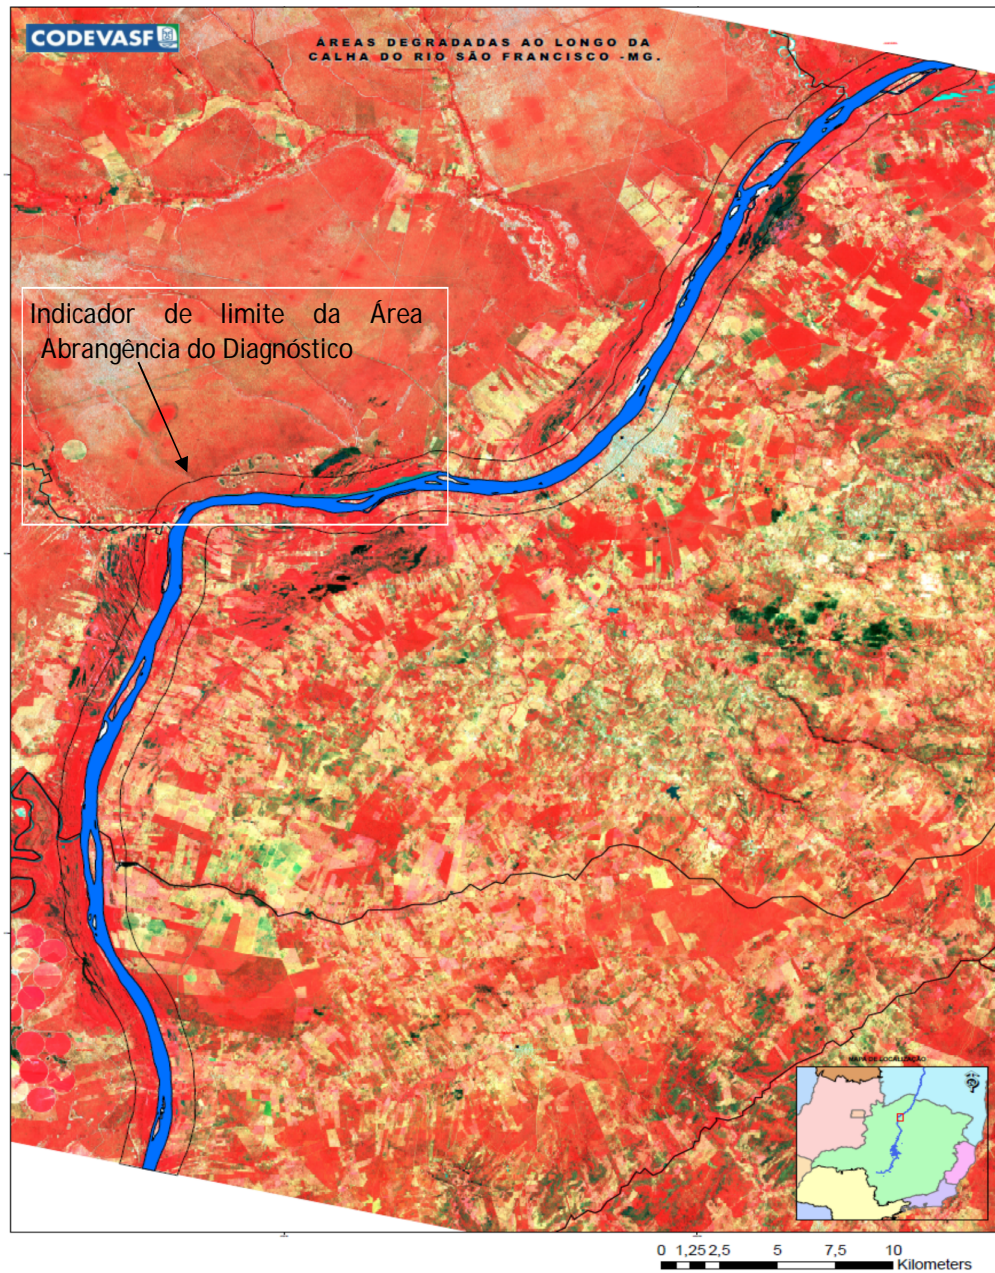 CODEVASF
ÁREAS DEGRADADAS AO LONGO DA
CALHA DO RIO SÃO FRANCISCO -MG.
Indicador de limite da Área
Abrangência do Diagnóstico
MAPA DE LOCALIZAÇÃO
0 1,25 2,5 5 7,5 10
Kilometers